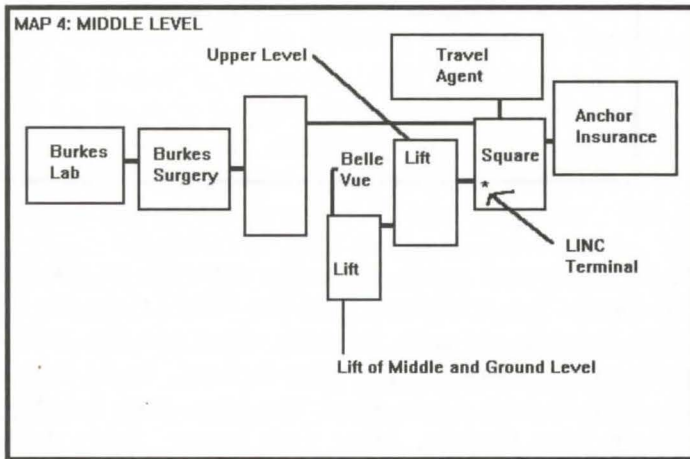 MAP 4: MIDDLE LEVEL
Upper Level
Travel
Agent
Anchor
Insurance
Burkes
Lab
Burkes
Surgery
Belle
Vue
Lift
Square
*
LINC
Terminal
Lift
Lift of Middle and Ground Level